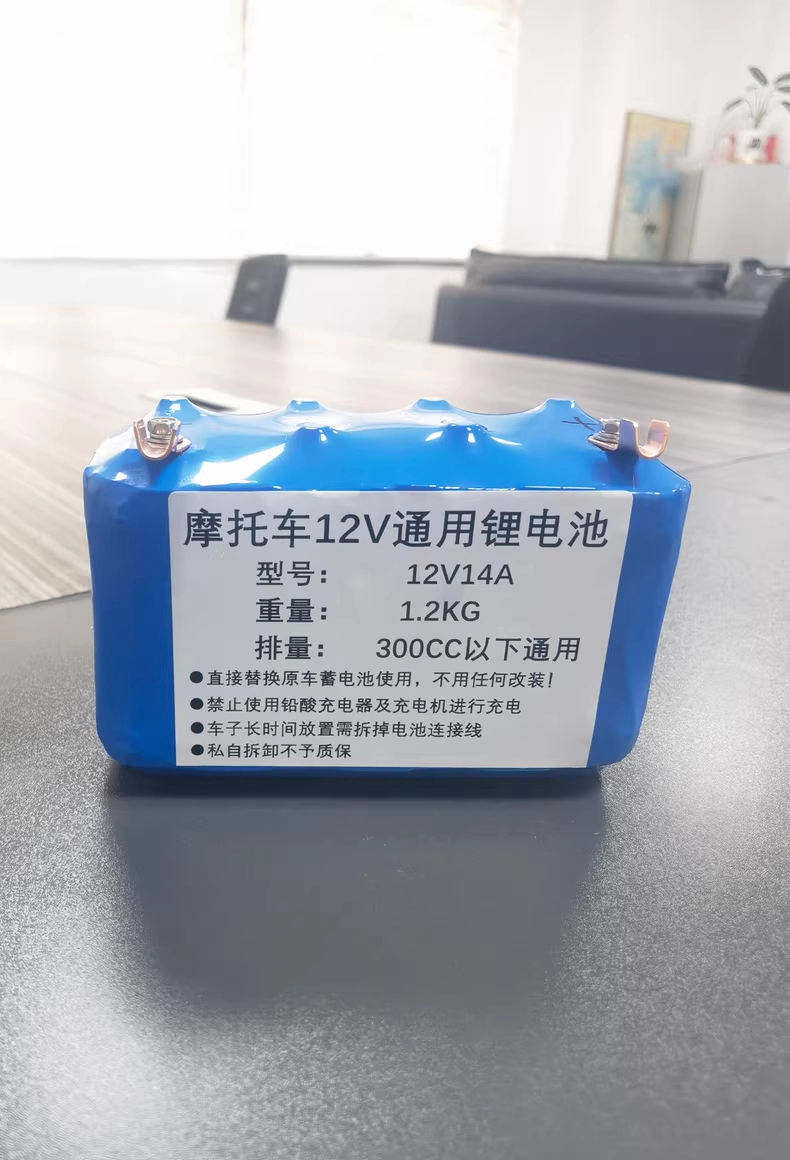 摩托车12V通用锂电池
型号： 12V14A
重量： 1.2KG
排量： 300CC以下通用
●直接替换原车蓄电池使用，不用任何改装！
●禁止使用铅酸充电器及充电机进行充电
●车子长时间放置需拆掉电池连接线
●私自拆卸不予质保